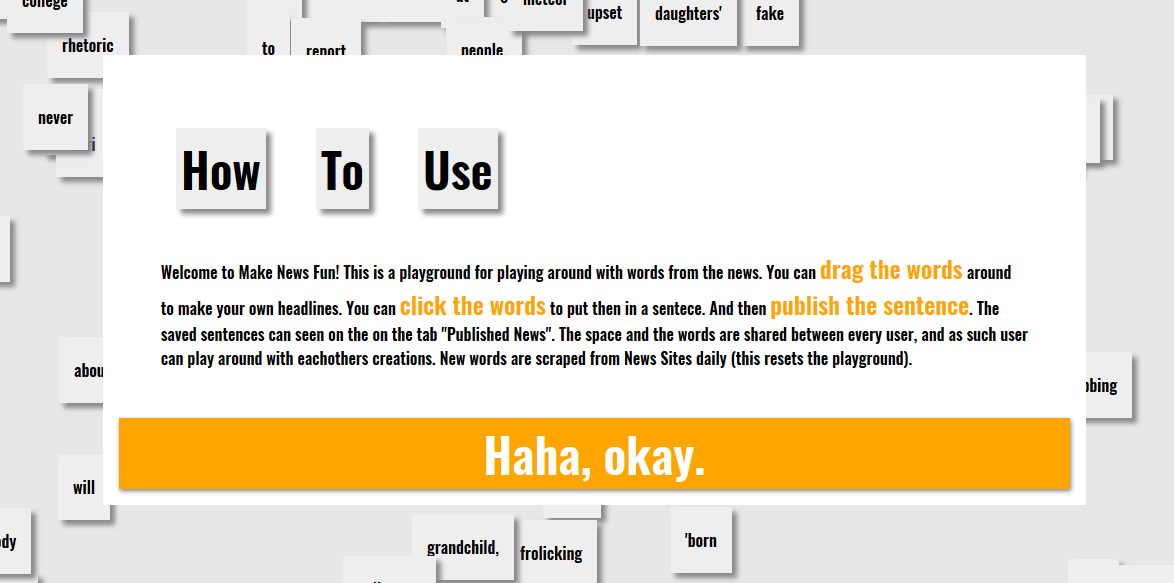 college
at
meteor
upset
daughters'
fake
rhetoric
to
report
people,
never
How To Use
Welcome to Make News Fun! This is a playground for playing around with words from the news. You can drag the words around
to make your own headlines. You can click the words to put then in a sentece. And then publish the sentence. The
saved sentences can seen on the on the tab "Published News". The space and the words are shared between every user, and as such user
can play around with eachothers creations. New words are scraped from News Sites daily (this resets the playground).
abou
bing
Haha, okay.
will
dy
grandchild,
frolicking
'born